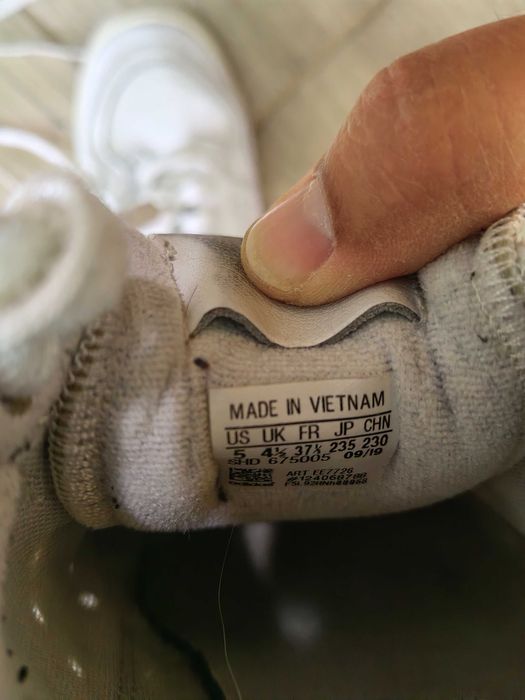 MADE IN VIETNAM
US UK FR JP CHN
5 4½ 37⅓ 235 230
SHD 675005 09/19
ART EE7726